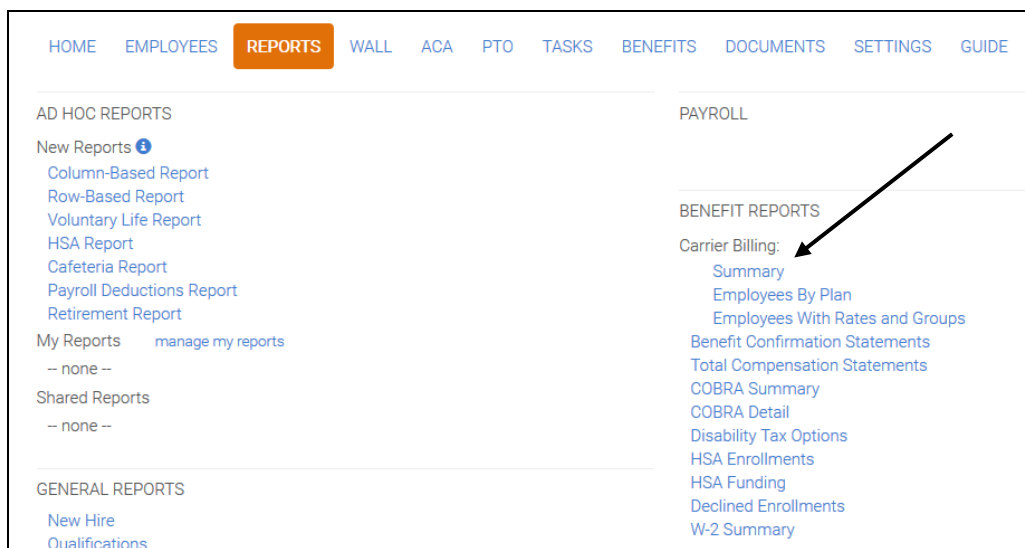 HOME EMPLOYEES REPORTS WALL ACA PTO TASKS BENEFITS DOCUMENTS SETTINGS GUIDE
AD HOC REPORTS
New Reports
Column-Based Report
Row-Based Report
Voluntary Life Report
HSA Report
Cafeteria Report
Payroll Deductions Report
Retirement Report
My Reports manage my reports
-- none --
Shared Reports
-- none --
GENERAL REPORTS
New Hire
Qualifications
PAYROLL
BENEFIT REPORTS
Carrier Billing:
Summary
Employees By Plan
Employees With Rates and Groups
Benefit Confirmation Statements
Total Compensation Statements
COBRA Summary
COBRA Detail
Disability Tax Options
HSA Enrollments
HSA Funding
Declined Enrollments
W-2 Summary